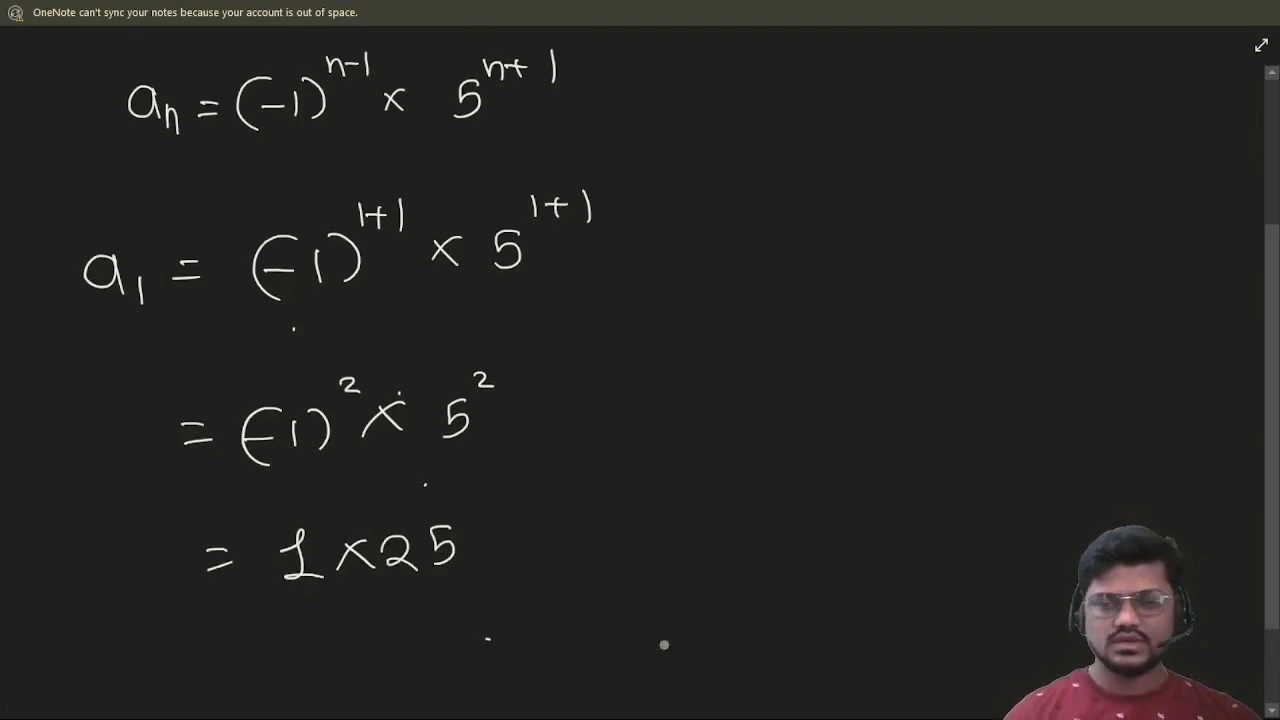 OneNote can't sync your notes because your account is out of space.
aₙ = (-1)ⁿ⁻¹ × 5ⁿ⁺¹
a₁ = (-1)¹⁺¹ × 5¹⁺¹
= (-1)² × 5²
= 1 × 25